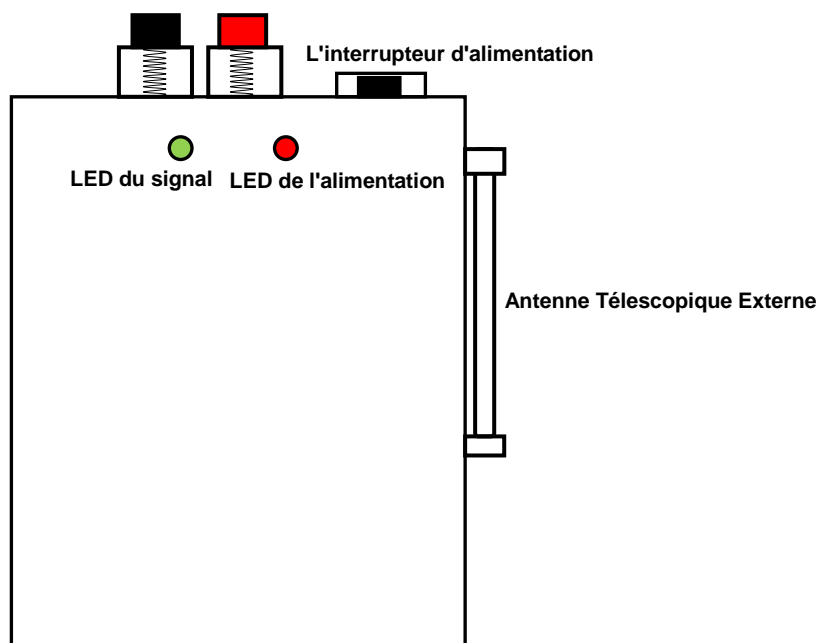 L'interrupteur d'alimentation
LED du signal
LED de l'alimentation
Antenne Télescopique Externe